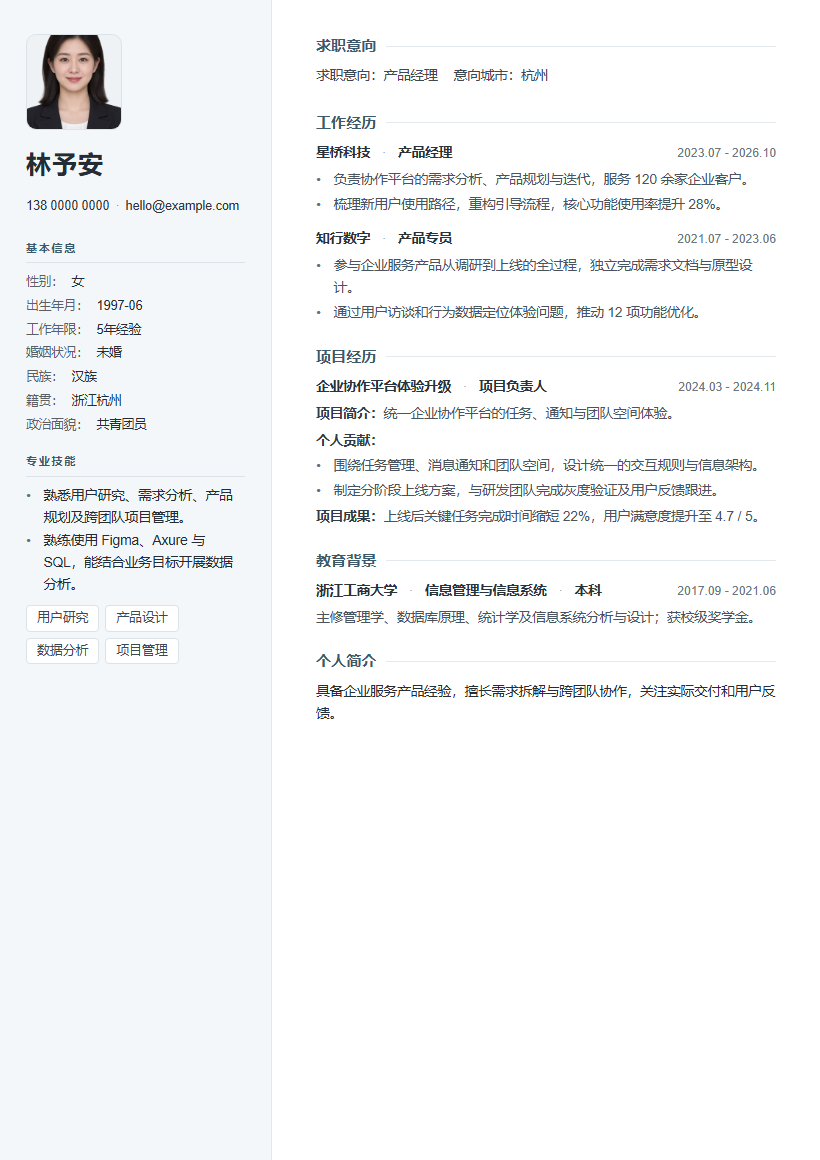 林予安
138 0000 0000 · hello@example.com
基本信息
性别： 女
出生年月： 1997-06
工作年限： 5年经验
婚姻状况： 未婚
民族： 汉族
籍贯： 浙江杭州
政治面貌： 共青团员
专业技能
• 熟悉用户研究、需求分析、产品
规划及跨团队项目管理。
• 熟练使用 Figma、Axure 与
SQL，能结合业务目标开展数据
分析。
用户研究 产品设计
数据分析 项目管理
求职意向
求职意向：产品经理 意向城市：杭州
工作经历
星桥科技 · 产品经理 2023.07 - 2026.10
• 负责协作平台的需求分析、产品规划与迭代，服务 120 余家企业客户。
• 梳理新用户使用路径，重构引导流程，核心功能使用率提升 28%。
知行数字 · 产品专员 2021.07 - 2023.06
• 参与企业服务产品从调研到上线的全过程，独立完成需求文档与原型设
计。
• 通过用户访谈和行为数据定位体验问题，推动 12 项功能优化。
项目经历
企业协作平台体验升级 · 项目负责人 2024.03 - 2024.11
项目简介：统一企业协作平台的任务、通知与团队空间体验。
个人贡献：
• 围绕任务管理、消息通知和团队空间，设计统一的交互规则与信息架构。
• 制定分阶段上线方案，与研发团队完成灰度验证及用户反馈跟进。
项目成果：上线后关键任务完成时间缩短 22%，用户满意度提升至 4.7 / 5。
教育背景
浙江工商大学 · 信息管理与信息系统 · 本科 2017.09 - 2021.06
主修管理学、数据库原理、统计学及信息系统分析与设计；获校级奖学金。
个人简介
具备企业服务产品经验，擅长需求拆解与跨团队协作，关注实际交付和用户反
馈。